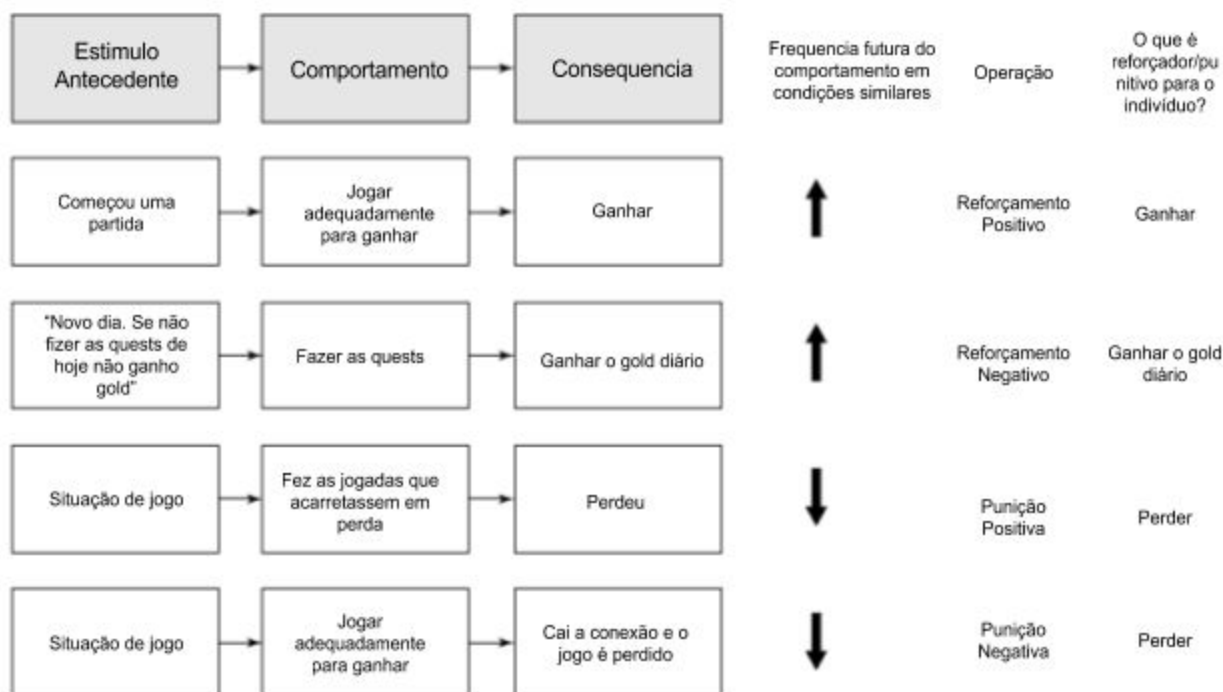 Estimulo
Antecedente
Comportamento
Consequencia
Frequencia futura do
comportamento em
condições similares
Operação
O que é
reforçador/pu
nitivo para o
indivíduo?
Começou uma
partida
Jogar
adequadamente
para ganhar
Ganhar
Reforçamento
Positivo
Ganhar
"Novo dia. Se não
fizer as quests de
hoje não ganho
gold"
Fazer as quests
Ganhar o gold diário
Reforçamento
Negativo
Ganhar o gold
diário
Situação de jogo
Fez as jogadas que
acarretassem em
perda
Perdeu
Punição
Positiva
Perder
Situação de jogo
Jogar
adequadamente
para ganhar
Cai a conexão e o
jogo é perdido
Punição
Negativa
Perder